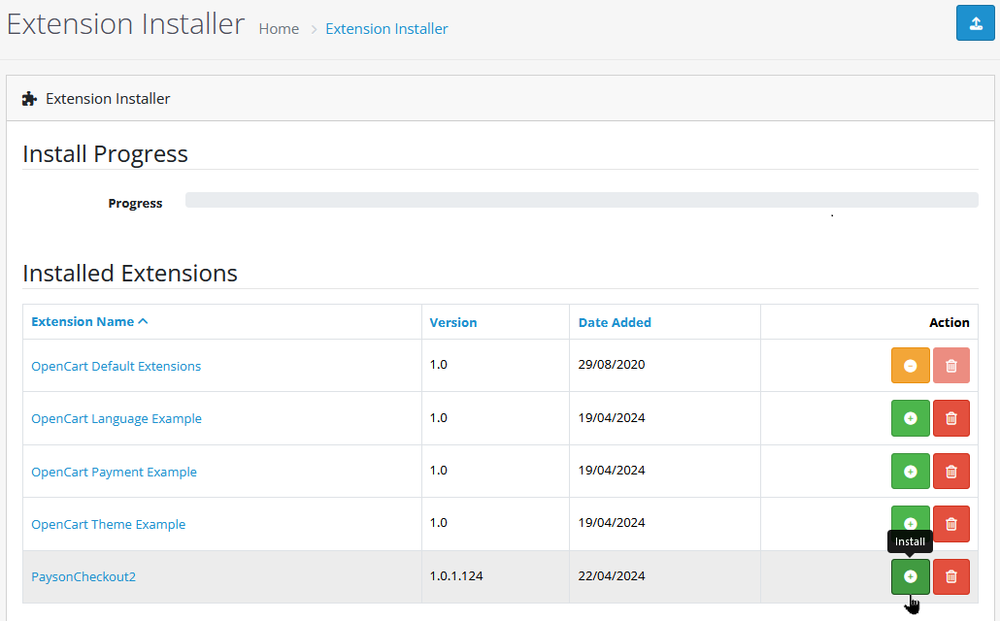 Extension Installer Home > Extension Installer
Extension Installer
Install Progress
Progress
Installed Extensions
Extension Name Version Date Added Action
OpenCart Default Extensions 1.0 29/08/2020
OpenCart Language Example 1.0 19/04/2024
OpenCart Payment Example 1.0 19/04/2024
OpenCart Theme Example 1.0 19/04/2024
Install
PaysonCheckout2 1.0.1.124 22/04/2024